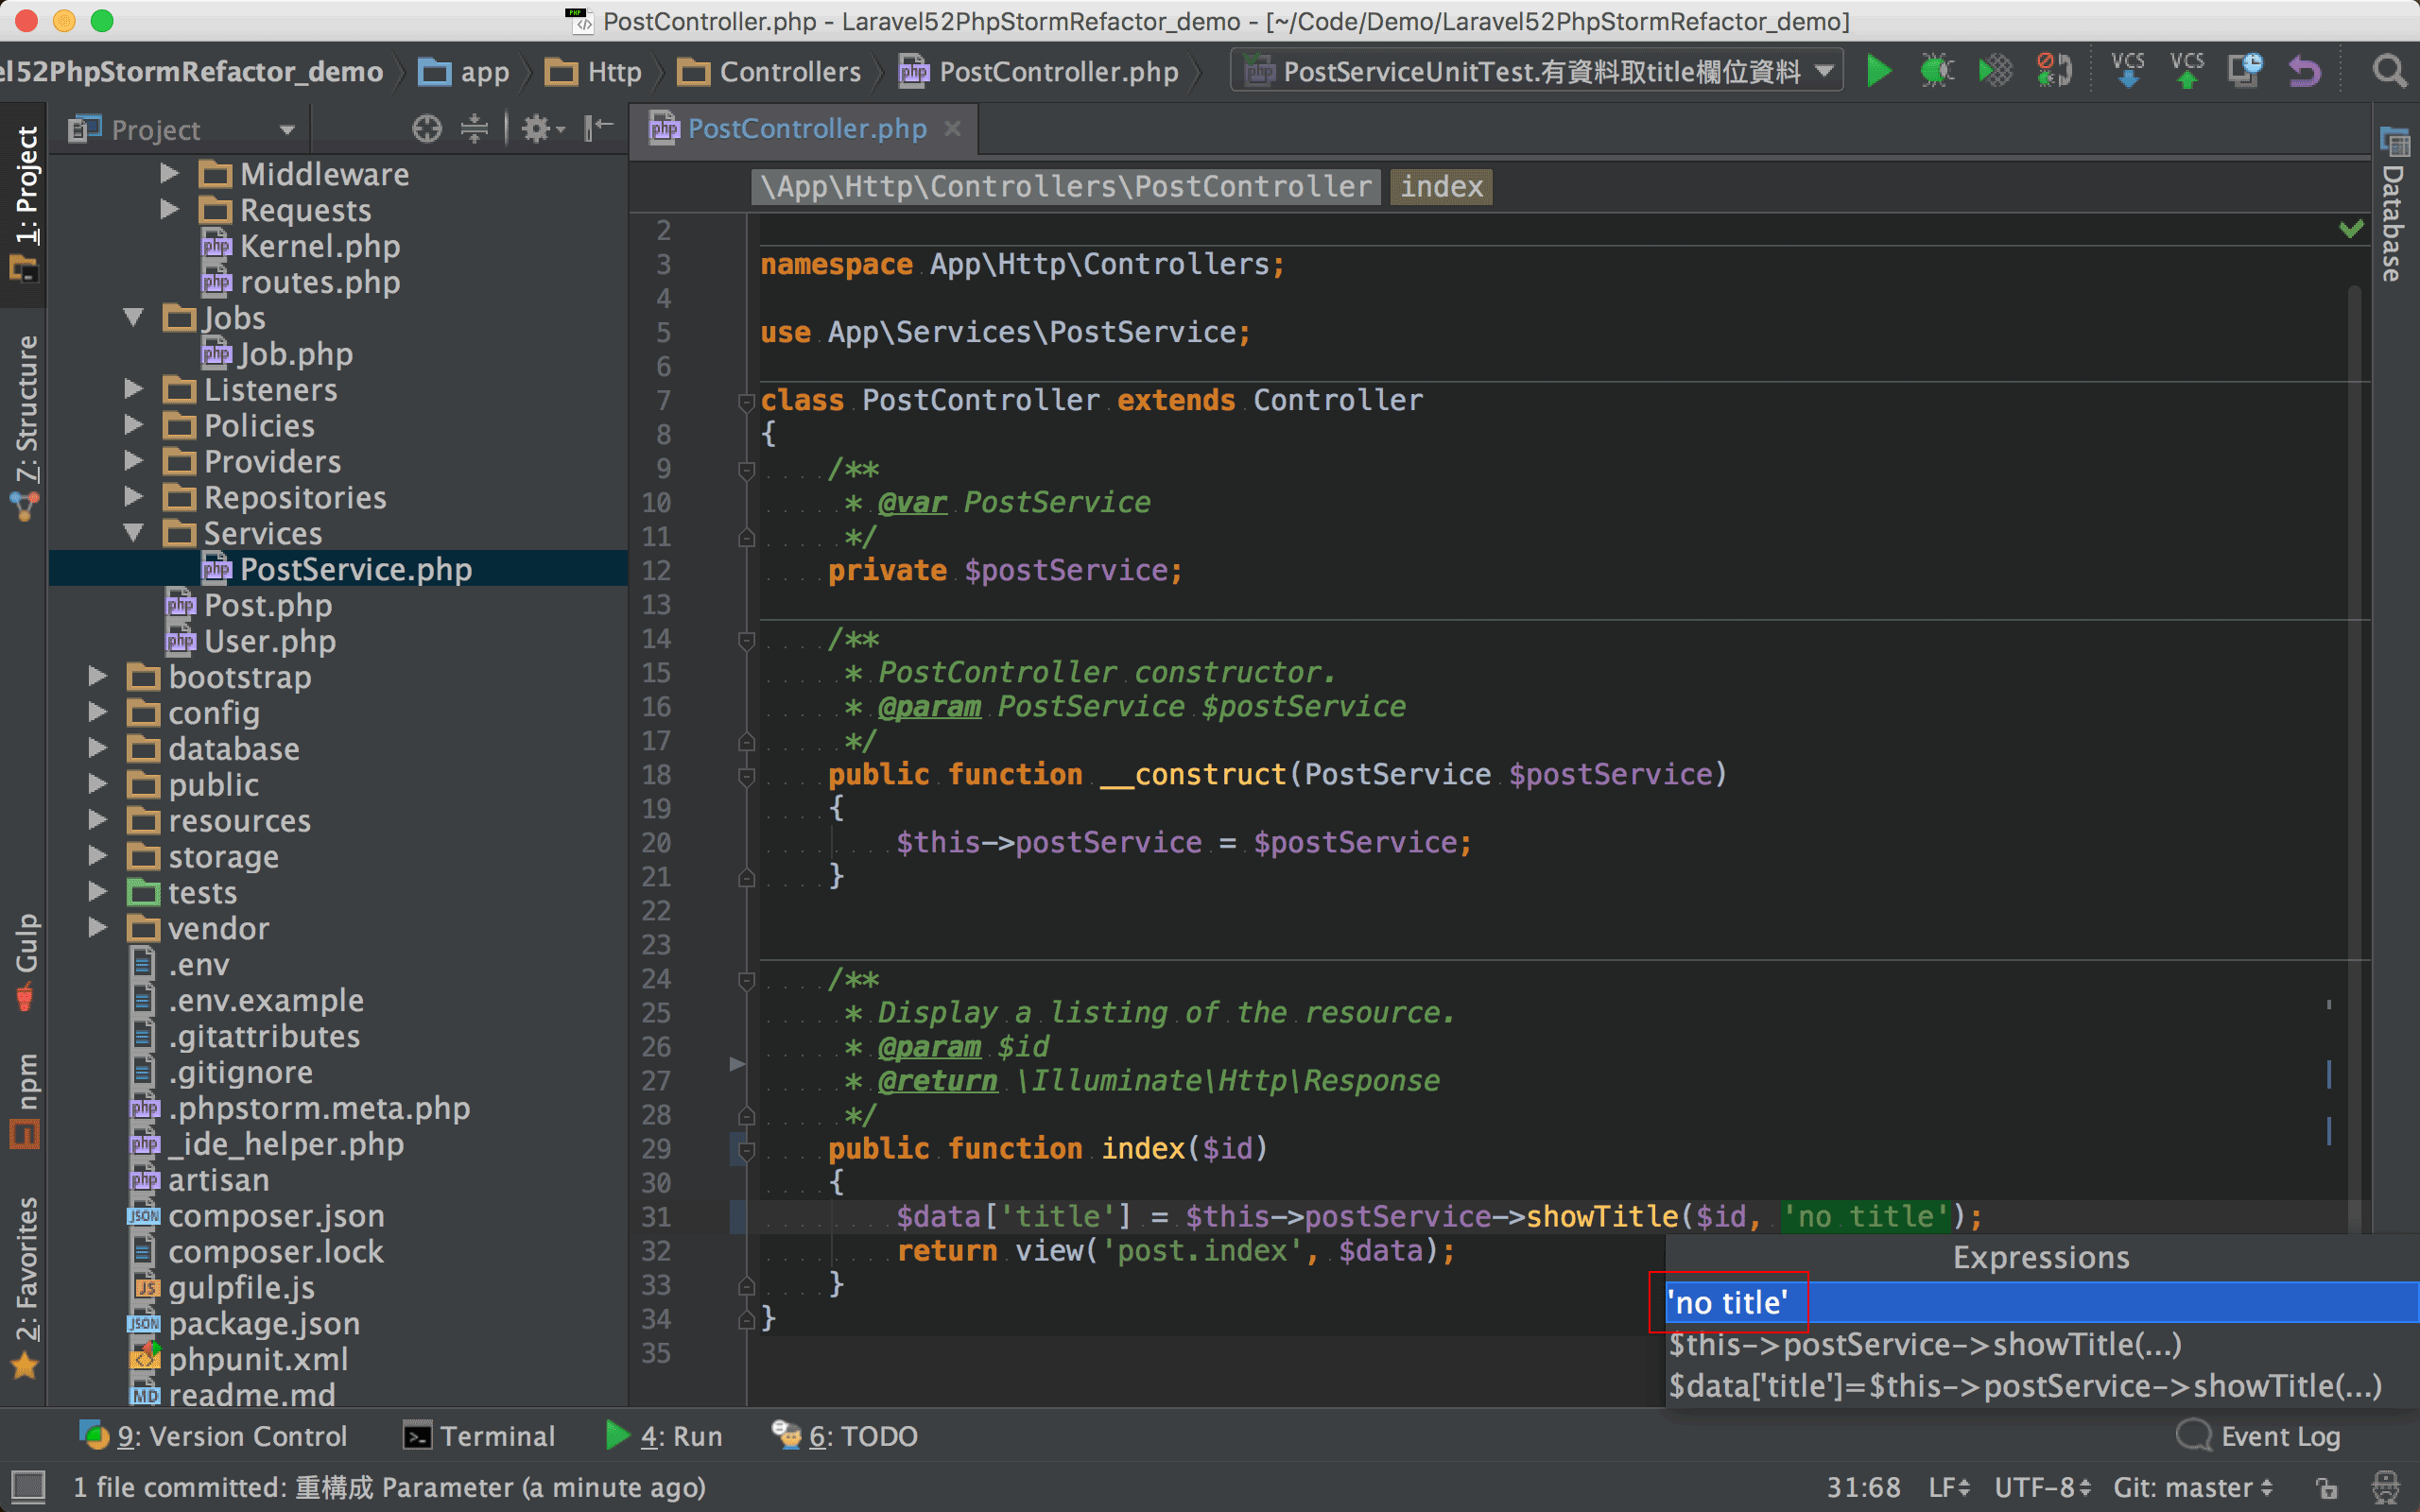 PostController.php - Laravel52PhpStormRefactor_demo - [~/Code/Demo/Laravel52PhpStormRefactor_demo]
el52PhpStormRefactor_demo app Http Controllers PostController.php PostServiceUnitTest.有資料取title欄位資料 VCS VCS
1: Project
7: Structure
Gulp
npm
2: Favorites
Project
Middleware
Requests
Kernel.php
routes.php
Jobs
Job.php
Listeners
Policies
Providers
Repositories
Services
PostService.php
Post.php
User.php
bootstrap
config
database
public
resources
storage
tests
vendor
.env
.env.example
.gitattributes
.gitignore
.phpstorm.meta.php
_ide_helper.php
artisan
composer.json
composer.lock
gulpfile.js
package.json
phpunit.xml
readme.md
PostController.php
\App\Http\Controllers\PostController index
2
3 namespace App\Http\Controllers;
4
5 use App\Services\PostService;
6
7 class PostController extends Controller
8 {
9 /**
10 * @var PostService
11 */
12 private $postService;
13
14 /**
15 * PostController constructor.
16 * @param PostService $postService
17 */
18 public function __construct(PostService $postService)
19 {
20 $this->postService = $postService;
21 }
22
23
24 /**
25 * Display a listing of the resource.
26 * @param $id
27 * @return \Illuminate\Http\Response
28 */
29 public function index($id)
30 {
31 $data['title'] = $this->postService->showTitle($id, 'no title');
32 return view('post.index', $data);
33 }
34 }
35
Expressions
'no title'
$this->postService->showTitle(...)
$data['title']=$this->postService->showTitle(...)
Database
9: Version Control Terminal 4: Run 6: TODO Event Log
1 file committed: 重構成 Parameter (a minute ago) 31:68 LF UTF-8 Git: master